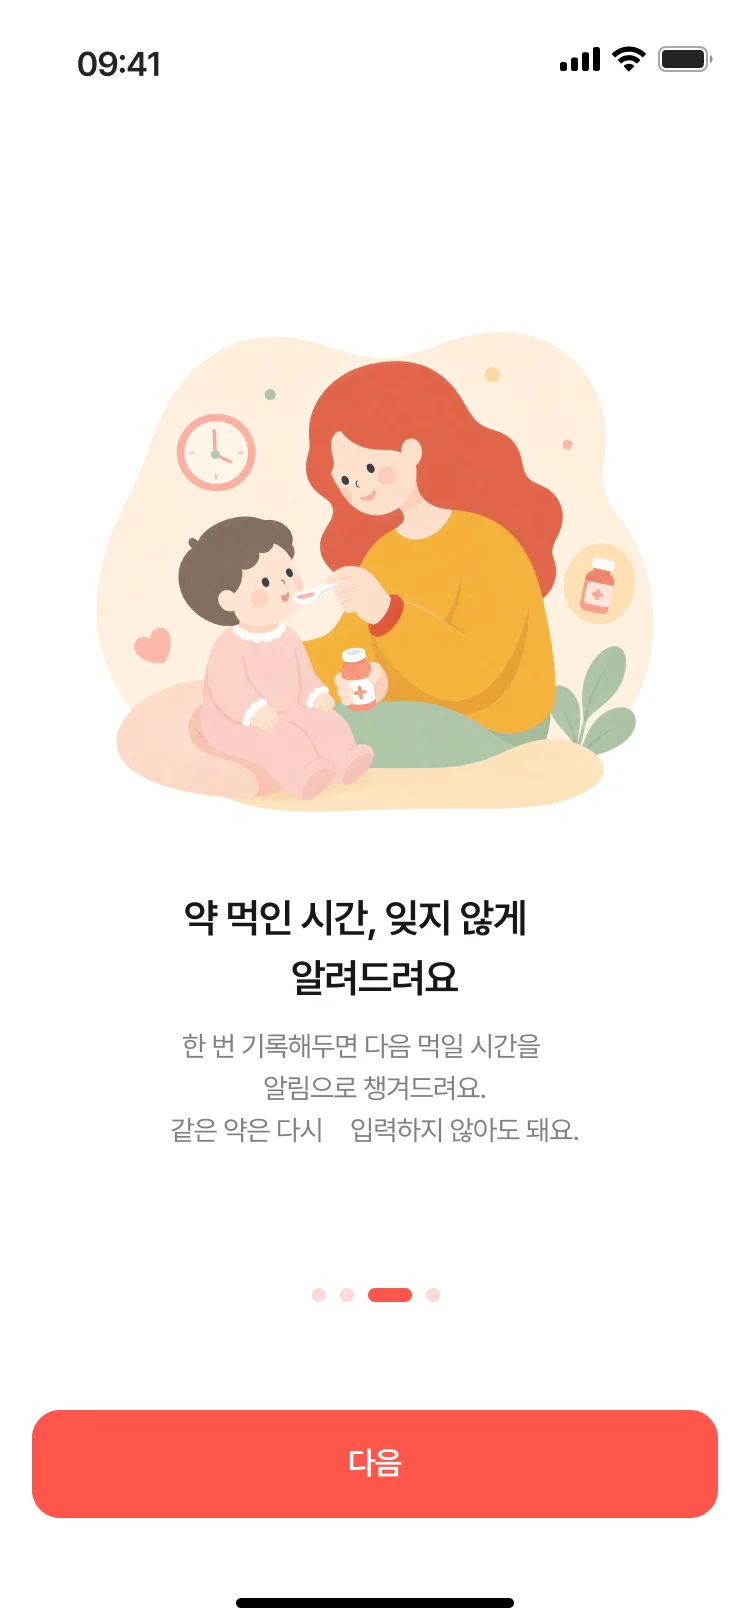 09:41
약 먹인 시간, 잊지 않게
알려드려요
한 번 기록해두면 다음 먹일 시간을
알림으로 챙겨드려요.
같은 약은 다시 입력하지 않아도 돼요.
다음